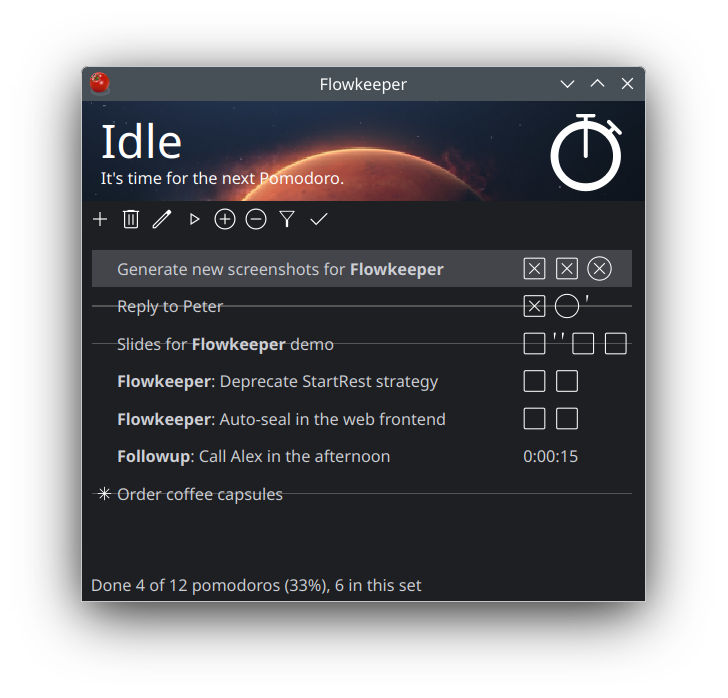 Flowkeeper
Idle
It's time for the next Pomodoro.
Generate new screenshots for Flowkeeper
Reply to Peter '
Slides for Flowkeeper demo ' '
Flowkeeper: Deprecate StartRest strategy
Flowkeeper: Auto-seal in the web frontend
Followup: Call Alex in the afternoon 0:00:15
Order coffee capsules
Done 4 of 12 pomodoros (33%), 6 in this set